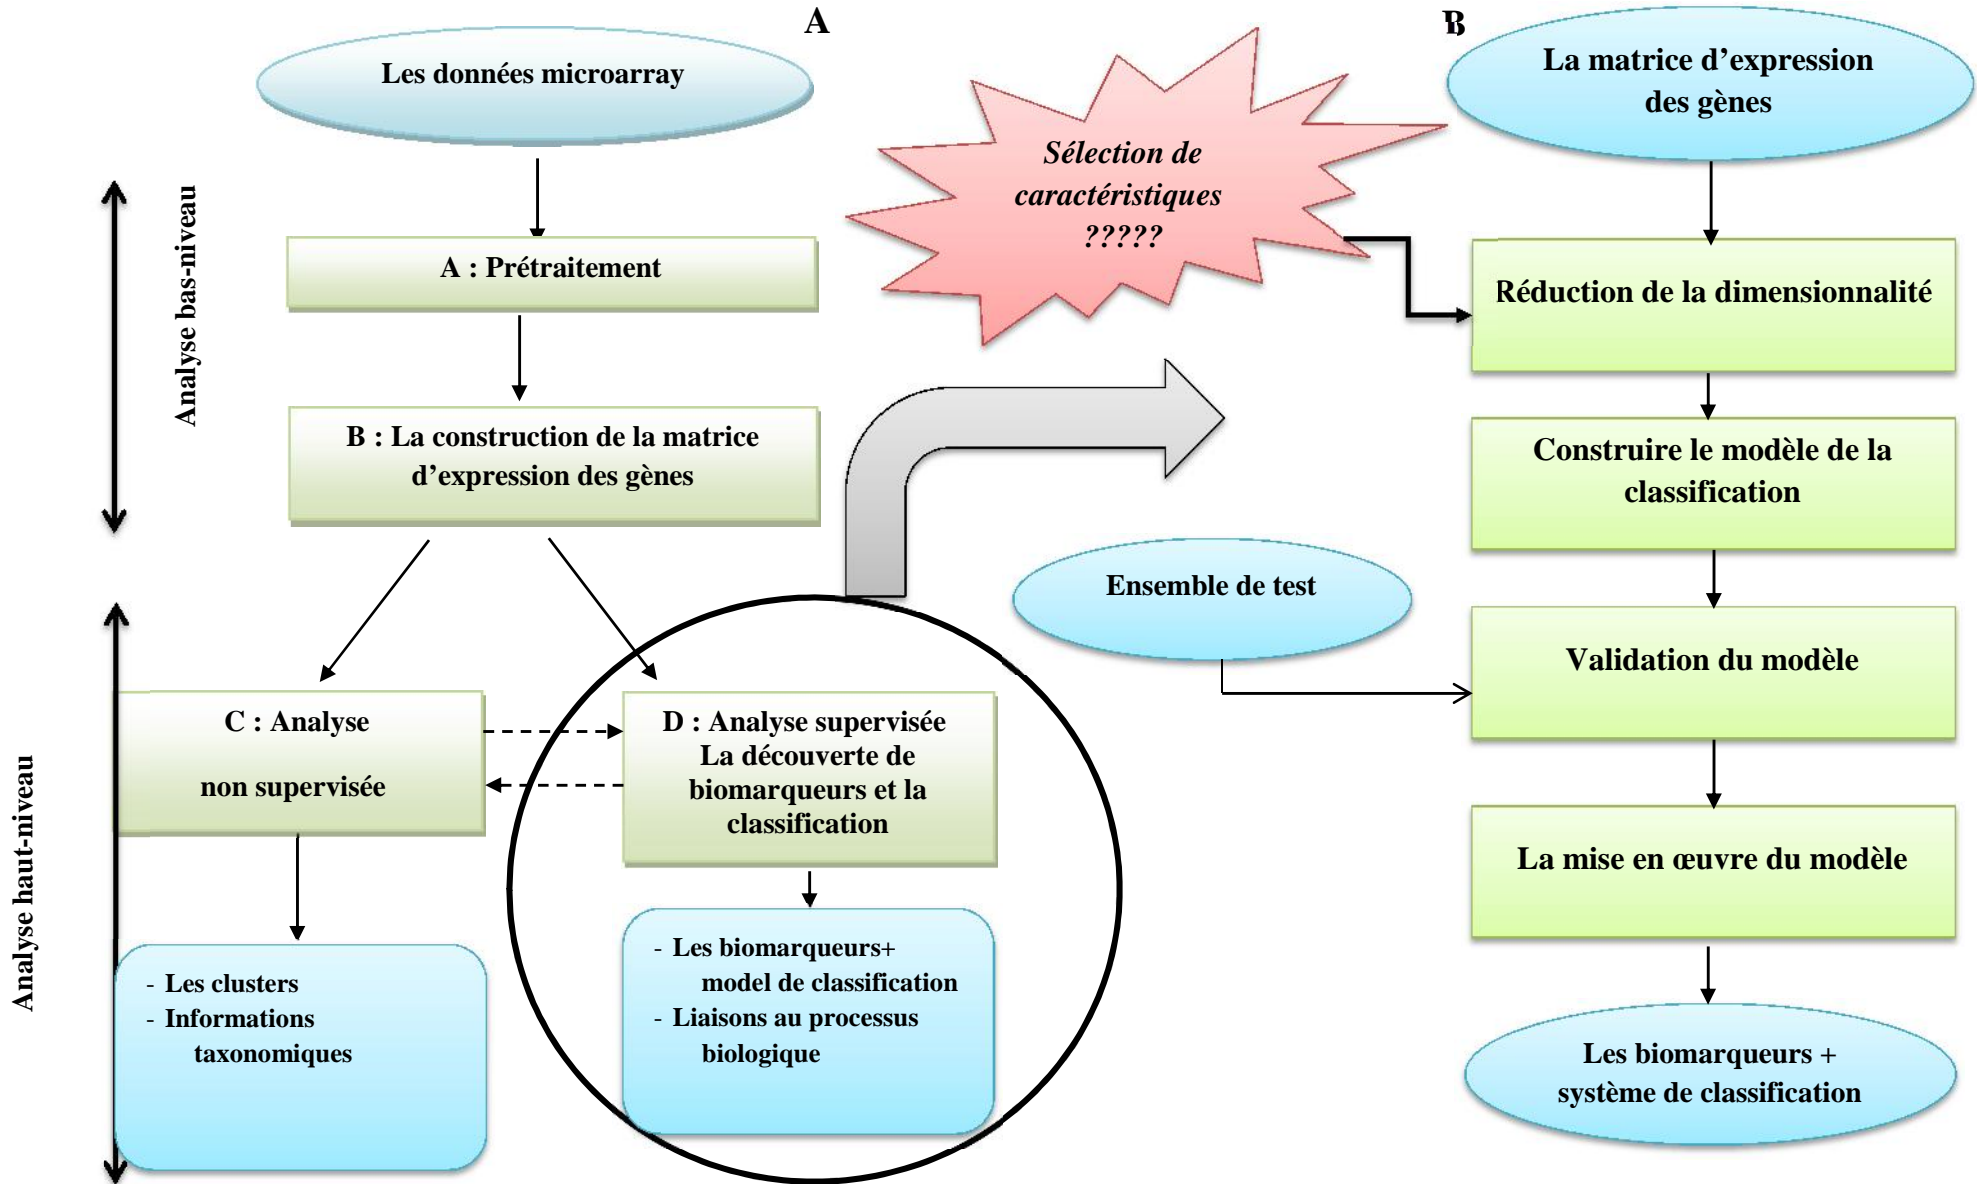 A
Les données microarray
Analyse bas-niveau
A : Prétraitement
B : La construction de la matrice
d’expression des gènes
Analyse haut-niveau
C : Analyse
non supervisée
D : Analyse supervisée
La découverte de
biomarqueurs et la
classification
- Les clusters
- Informations
taxonomiques
- Les biomarqueurs+
model de classification
- Liaisons au processus
biologique
Sélection de
caractéristiques
?????
B
La matrice d’expression
des gènes
Réduction de la dimensionnalité
Construire le modèle de la
classification
Ensemble de test
Validation du modèle
La mise en œuvre du modèle
Les biomarqueurs +
système de classification